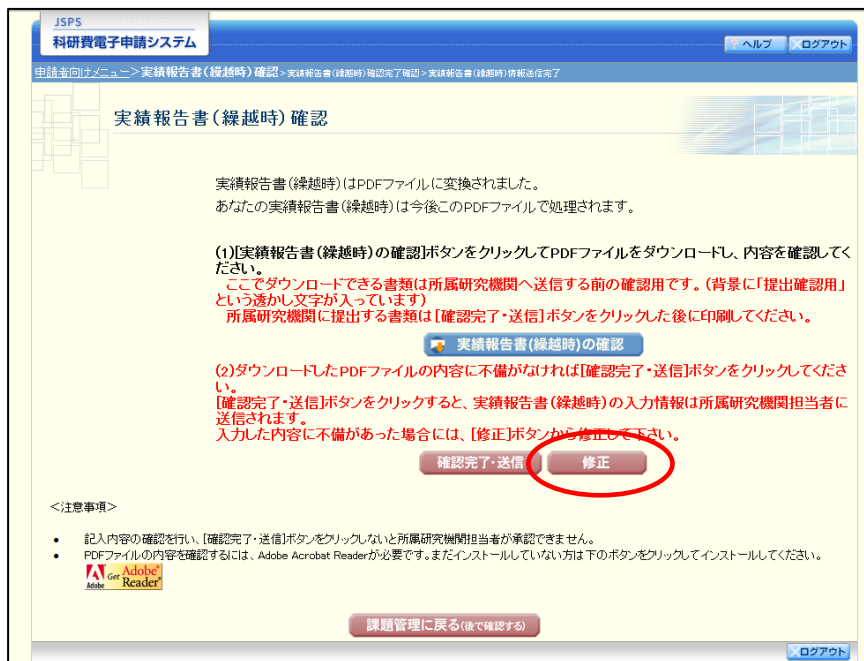 JSPS
科研費電子申請システム
? ヘルプ
ログアウト
申請者向けメニュー>実績報告書(繰越時)確認>実績報告書(繰越時)確認完了確認>実績報告書(繰越時)情報送信完了
実績報告書(繰越時)確認
実績報告書(繰越時)はPDFファイルに変換されました。
あなたの実績報告書(繰越時)は今後このPDFファイルで処理されます。
(1)[実績報告書(繰越時)の確認]ボタンをクリックしてPDFファイルをダウンロードし、内容を確認してく
ださい。
ここでダウンロードできる書類は所属研究機関へ送信する前の確認用です。(背景に「提出確認用」
という透かし文字が入っています)
所属研究機関に提出する書類は[確認完了・送信]ボタンをクリックした後に印刷してください。
実績報告書(繰越時)の確認
(2)ダウンロードしたPDFファイルの内容に不備がなければ[確認完了・送信]ボタンをクリックしてくださ
い。
[確認完了・送信]ボタンをクリックすると、実績報告書(繰越時)の入力情報は所属研究機関担当者に
送信されます。
入力した内容に不備があった場合には、[修正]ボタンから修正して下さい。
確認完了・送信
修正
<注意事項>
• 記入内容の確認を行い、[確認完了・送信]ボタンをクリックしないと所属研究機関担当者が承認できません。
• PDFファイルの内容を確認するには、Adobe Acrobat Readerが必要です。まだインストールしていない方は下のボタンをクリックしてインストールしてください。
Adobe Get Adobe® Reader®
課題管理に戻る(後で確認する)
ログアウト